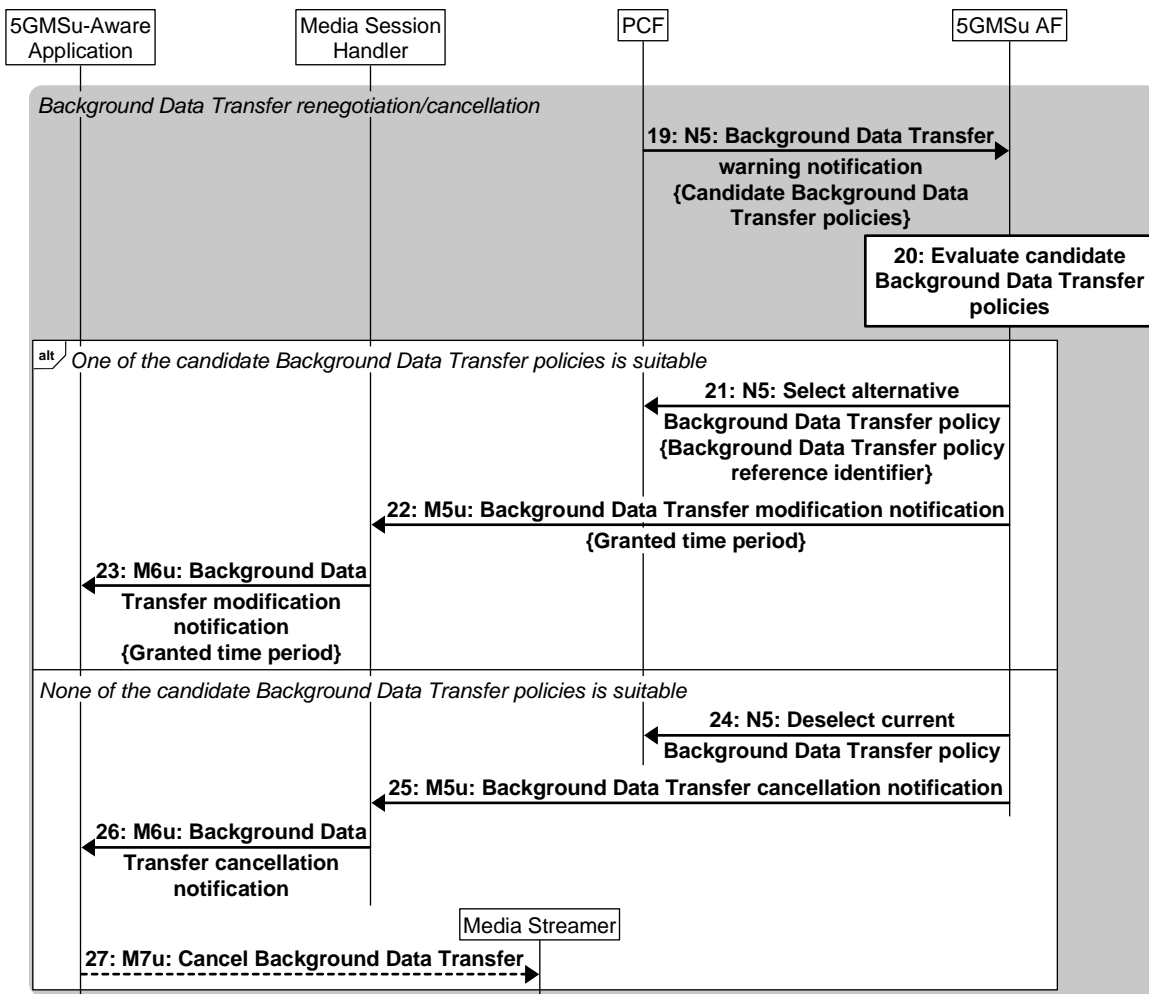 5GMSu-Aware
Application
Media Session
Handler
PCF
5GMSu AF
Background Data Transfer renegotiation/cancellation
19: N5: Background Data Transfer
warning notification
{Candidate Background Data
Transfer policies}
20: Evaluate candidate
Background Data Transfer
policies
alt
One of the candidate Background Data Transfer policies is suitable
21: N5: Select alternative
Background Data Transfer policy
{Background Data Transfer policy
reference identifier}
22: M5u: Background Data Transfer modification notification
{Granted time period}
23: M6u: Background Data
Transfer modification
notification
{Granted time period}
None of the candidate Background Data Transfer policies is suitable
24: N5: Deselect current
Background Data Transfer policy
25: M5u: Background Data Transfer cancellation notification
26: M6u: Background Data
Transfer cancellation
notification
Media Streamer
27: M7u: Cancel Background Data Transfer